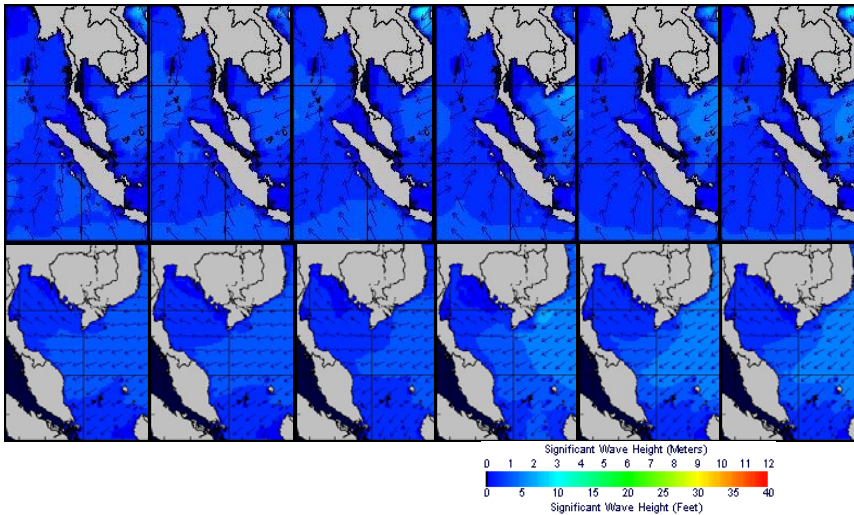 Significant Wave Height (Meters)
0 1 2 3 4 5 6 7 8 9 10 11 12
0 5 10 15 20 25 30 35 40
Significant Wave Height (Feet)